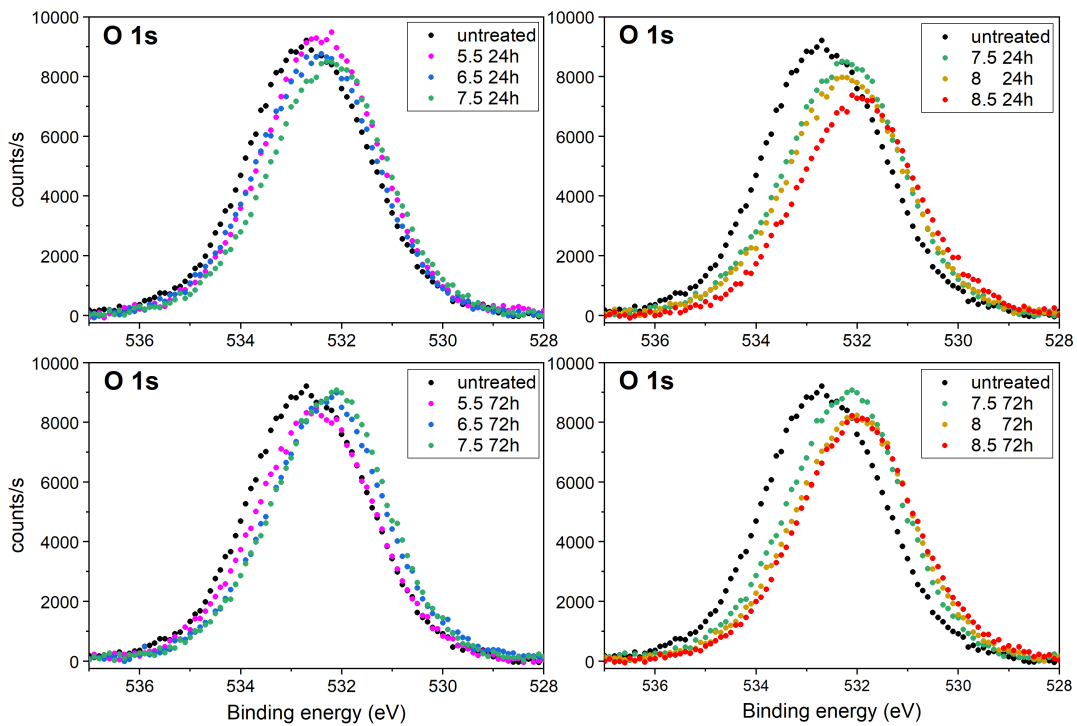 10000
8000
6000
4000
2000
0
counts/s
O 1s
untreated
5.5 24h
6.5 24h
7.5 24h
536
534
532
530
528
10000
8000
6000
4000
2000
0
O 1s
untreated
7.5 24h
8 24h
8.5 24h
536
534
532
530
528
10000
8000
6000
4000
2000
0
counts/s
O 1s
untreated
5.5 72h
6.5 72h
7.5 72h
536
534
532
530
528
Binding energy (eV)
10000
8000
6000
4000
2000
0
O 1s
untreated
7.5 72h
8 72h
8.5 72h
536
534
532
530
528
Binding energy (eV)